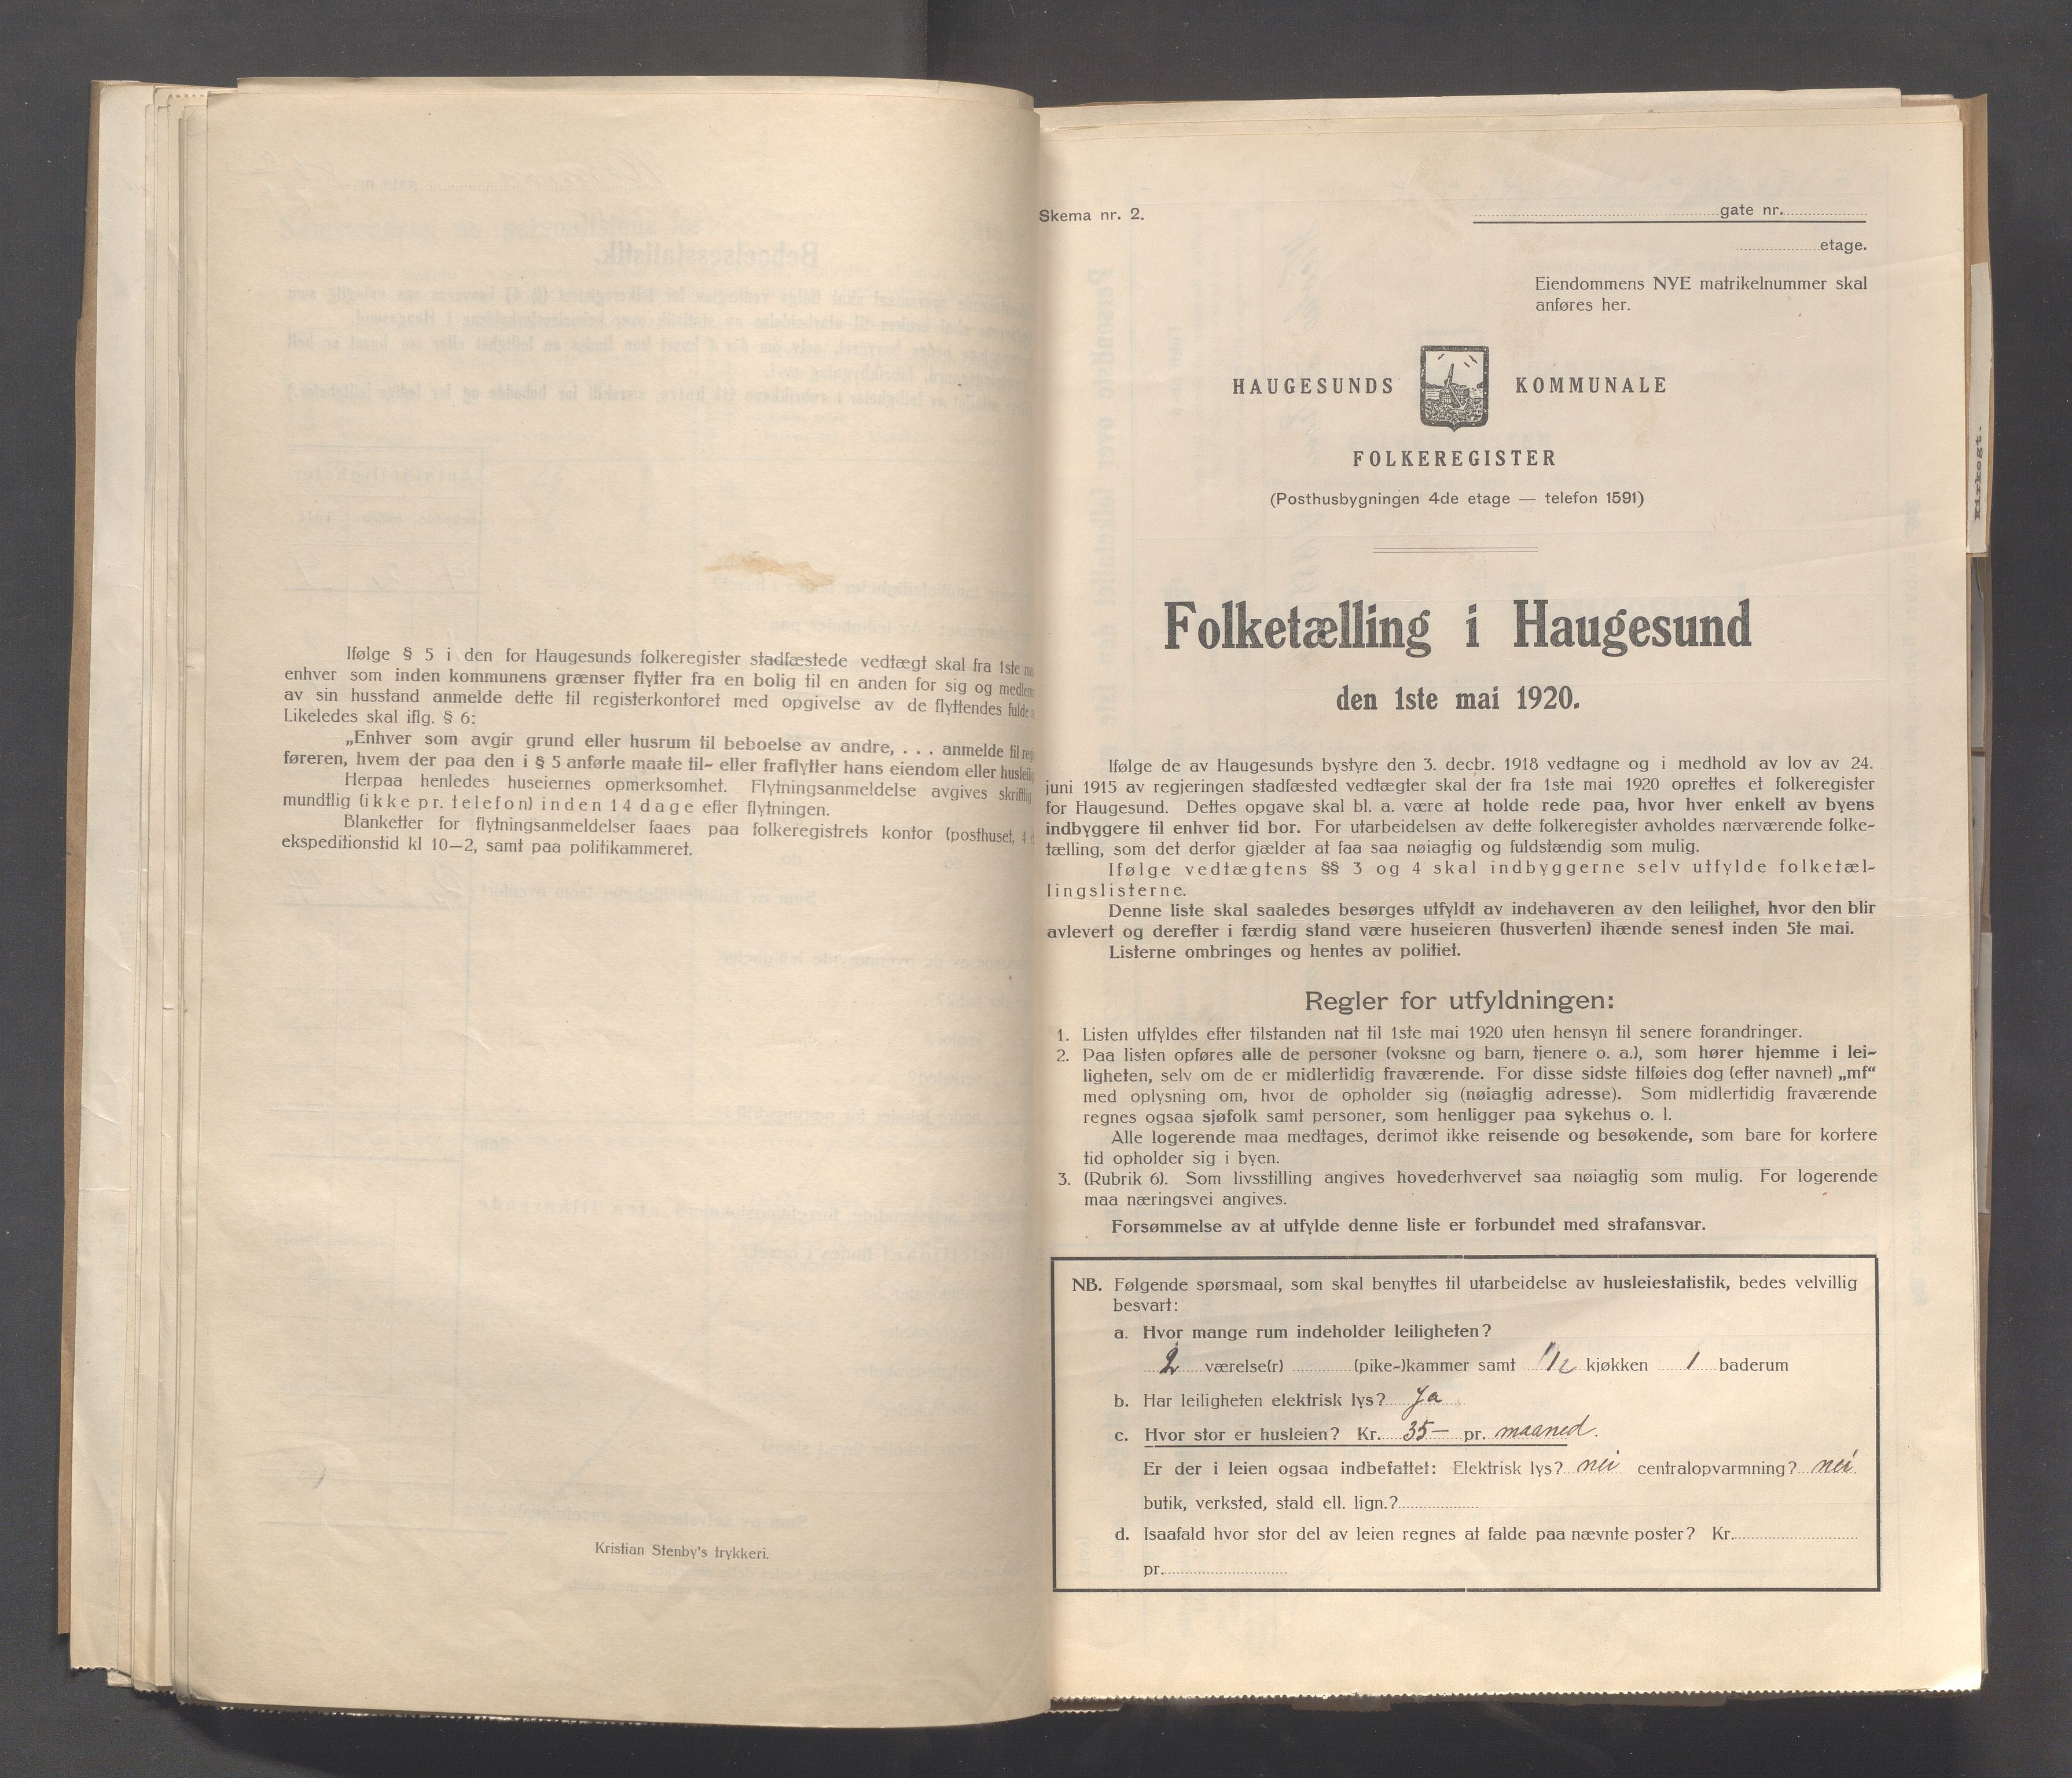 Ifølge § 5 i den for Haugesunds folkeregister stadfæstede vedtægt skal fra 1ste
enhver som inden kommunens grænser flytter fra en bolig til en anden for sig og
av sin husstand anmelde dette til registerkontoret med opgivelse av de flyttendes fulde
Likeledes skal iflg. § 6:
„Enhver som avgir grund eller husrum til beboelse av andre, . . . anmelde til
føreren, hvem der paa den i § 5 anførte maate til- eller fraflytter hans eiendom eller
Herpaa henledes huseiernes opmerksomhet. Flytningsanmeldelse avgives
mundtlig (ikke pr. telefon) inden 14 dage efter flytningen.
Blanketter for flytningsanmeldelser faaes paa folkeregistrets kontor (posthuset, 4
ekspeditionstid kl 10—2, samt paa politikammeret.
Kristian Stenby's trykkeri.
Skema nr. 2.
gate nr.
etage.
Eiendommens NYE matrikelnummer skal
anføres her.
HAUGESUNDS KOMMUNALE
FOLKEREGISTER
(Posthusbygningen 4de etage — telefon 1591)
Folketælling i Haugesund
den 1ste mai 1920.
Ifølge de av Haugesunds bystyre den 3. decbr. 1918 vedtagne og i medhold av lov av 24.
juni 1915 av regjeringen stadfæsted vedtægter skal der fra 1ste mai 1920 oprettes et folkeregister
for Haugesund. Dettes opgave skal bl. a. være at holde rede paa, hvor hver enkelt av byens
indbyggere til enhver tid bor. For utarbeidelsen av dette folkeregister avholdes nærværende folke-
tælling, som det derfor gjælder at faa saa nøiagtig og fuldstændig som mulig.
Ifølge vedtægtens §§ 3 og 4 skal indbyggerne selv utfylde folketæl-
lingslisterne.
Denne liste skal saaledes besørges utfyldt av indehaveren av den leilighet, hvor den blir
avlevert og derefter i færdig stand være huseieren (husverten) ihænde senest inden 5te mai.
Listerne ombringes og hentes av politiet.
Regler for utfyldningen:
1. Listen utfyldes efter tilstanden nat til 1ste mai 1920 uten hensyn til senere forandringer.
2. Paa listen opføres alle de personer (voksne og barn, tjenere o. a.), som hører hjemme i lei-
ligheten, selv om de er midlertidig fraværende. For disse sidste tilføies dog (efter navnet) „mf“
med oplysning om, hvor de opholder sig (nøiagtig adresse). Som midlertidig fraværende
regnes ogsaa sjøfolk samt personer, som henligger paa sykehus o. l.
Alle logerende maa medtages, derimot ikke reisende og besøkende, som bare for kortere
tid opholder sig i byen.
3. (Rubrik 6). Som livsstilling angives hovederhvervet saa nøiagtig som mulig. For logerende
maa næringsvei angives.
Forsømmelse av at utfylde denne liste er forbundet med strafansvar.
NB. Følgende spørsmaal, som skal benyttes til utarbeidelse av husleiestatistik, bedes velvillig
besvart:
a. Hvor mange rum indeholder leiligheten?
2 værelse(r) (pike-)kammer samt 1/2 kjøkken 1 baderum
b. Har leiligheten elektrisk lys? Ja
c. Hvor stor er husleien? Kr. 35— pr. maaned.
Er der i leien ogsaa indbefattet: Elektrisk lys? nei centralopvarmning? nei
butik, verksted, stald ell. lign.?
d. Isaafald hvor stor del av leien regnes at falde paa nævnte poster? Kr.
pr.
Kirkegt.